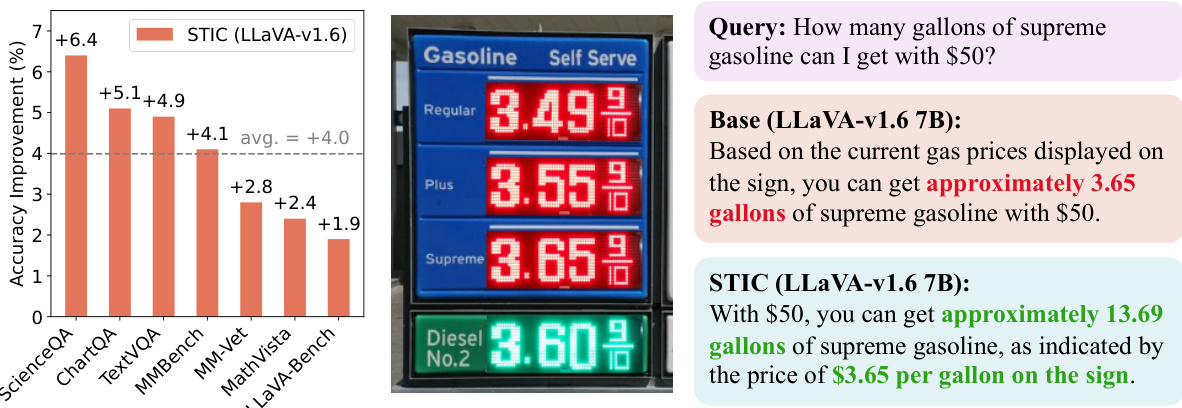 Accuracy Improvement (%)
7
6
5
4
3
2
1
0
STIC (LLaVA-v1.6)
+6.4
+5.1
+4.9
+4.1
+2.8
+2.4
+1.9
avg. = +4.0
ScienceQA
ChartQA
TextVQA
MMBench
MM-Vet
MathVista
LLaVA-Bench
Gasoline Self Serve
Regular 3.49 9/10
Plus 3.55 9/10
Supreme 3.65 9/10
Diesel
No.2 3.60 9/10
Query: How many gallons of supreme
gasoline can I get with $50?
Base (LLaVA-v1.6 7B):
Based on the current gas prices displayed on
the sign, you can get approximately 3.65
gallons of supreme gasoline with $50.
STIC (LLaVA-v1.6 7B):
With $50, you can get approximately 13.69
gallons of supreme gasoline, as indicated by
the price of $3.65 per gallon on the sign.